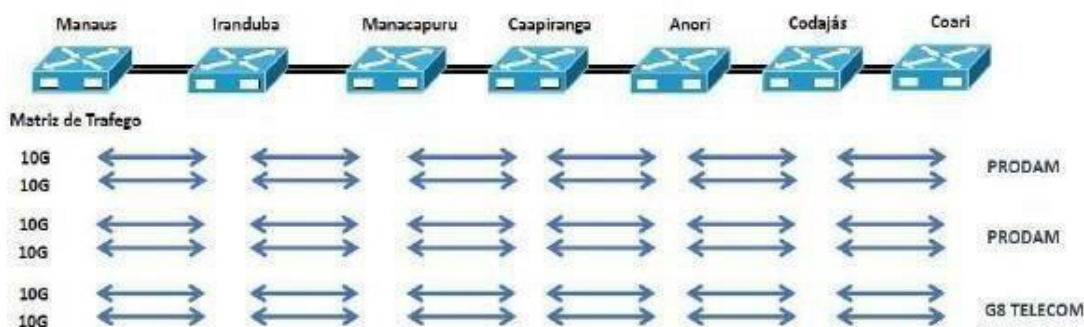 Manaus Iranduba Manacapuru Caapiranga Anori Codajás Coari
Matriz de Trafego
10G
10G
PRODAM
10G
10G
PRODAM
10G
10G
G8 TELECOM